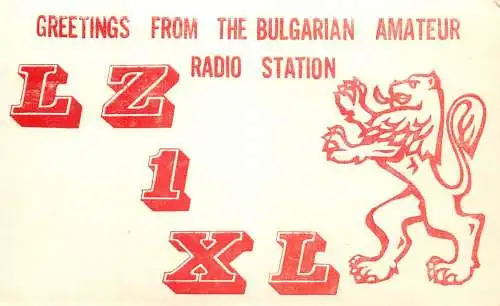 GREETINGS FROM THE BULGARIAN AMATEUR
RADIO STATION
LZ
1
XL